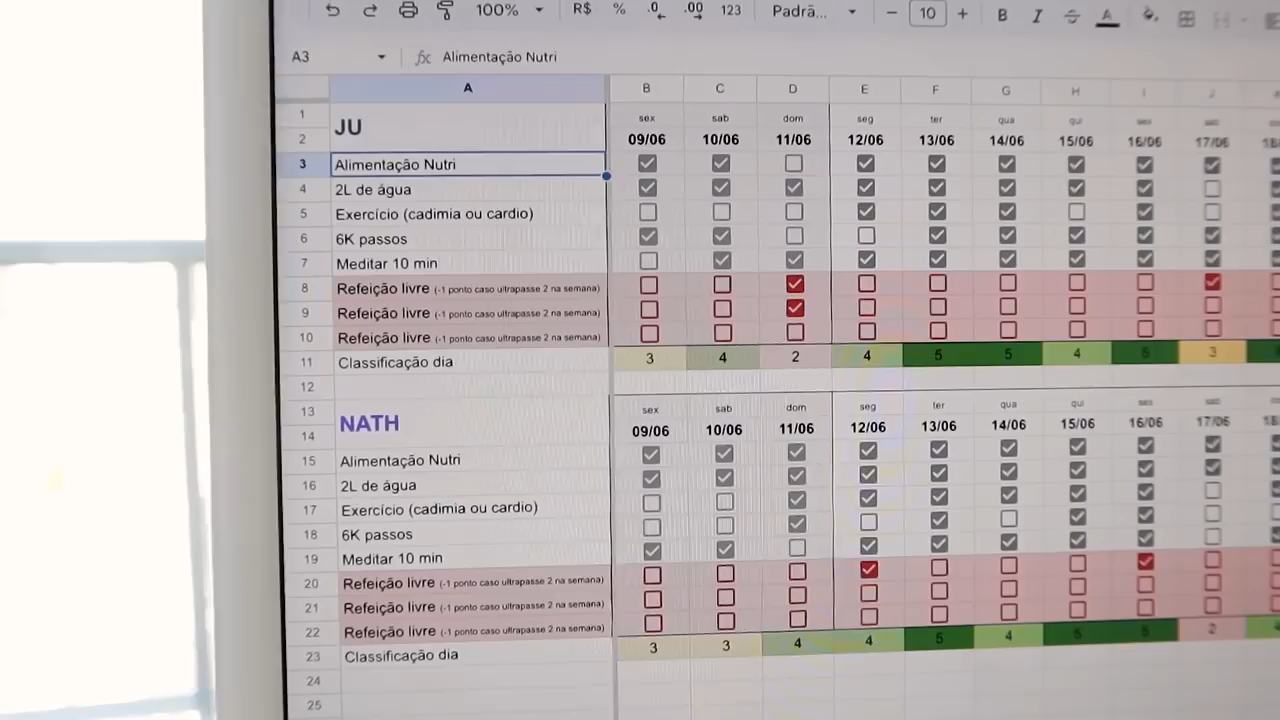 100% R$ % .0 .00 123 Padrã... − 10 + B I A
A3 fx Alimentação Nutri
A B C D E F G H I J
1 JU sex sab dom seg ter qua qui
2 09/06 10/06 11/06 12/06 13/06 14/06 15/06 16/06 17/06
3 Alimentação Nutri
4 2L de água
5 Exercício (cadimia ou cardio)
6 6K passos
7 Meditar 10 min
8 Refeição livre (-1 ponto caso ultrapasse 2 na semana)
9 Refeição livre (-1 ponto caso ultrapasse 2 na semana)
10 Refeição livre (-1 ponto caso ultrapasse 2 na semana)
11 Classificação dia 3 4 2 4 5 5 4 5 3
12
13 NATH sex sab dom seg ter qua qui
14 09/06 10/06 11/06 12/06 13/06 14/06 15/06 16/06 17/06
15 Alimentação Nutri
16 2L de água
17 Exercício (cadimia ou cardio)
18 6K passos
19 Meditar 10 min
20 Refeição livre (-1 ponto caso ultrapasse 2 na semana)
21 Refeição livre (-1 ponto caso ultrapasse 2 na semana)
22 Refeição livre (-1 ponto caso ultrapasse 2 na semana)
23 Classificação dia 3 3 4 4 5 4 5 5 2
24
25